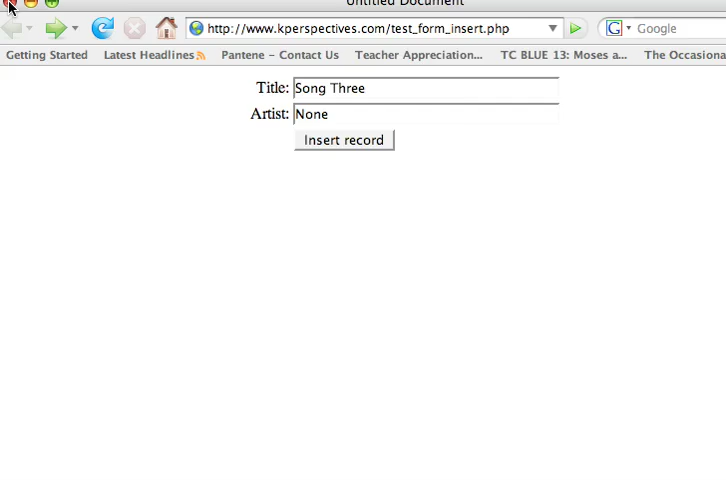 Untitled Document
http://www.kperspectives.com/test_form_insert.php
G Google
Getting Started Latest Headlines Pantene - Contact Us Teacher Appreciation... TC BLUE 13: Moses a... The Occasiona
Title: Song Three
Artist: None
Insert record